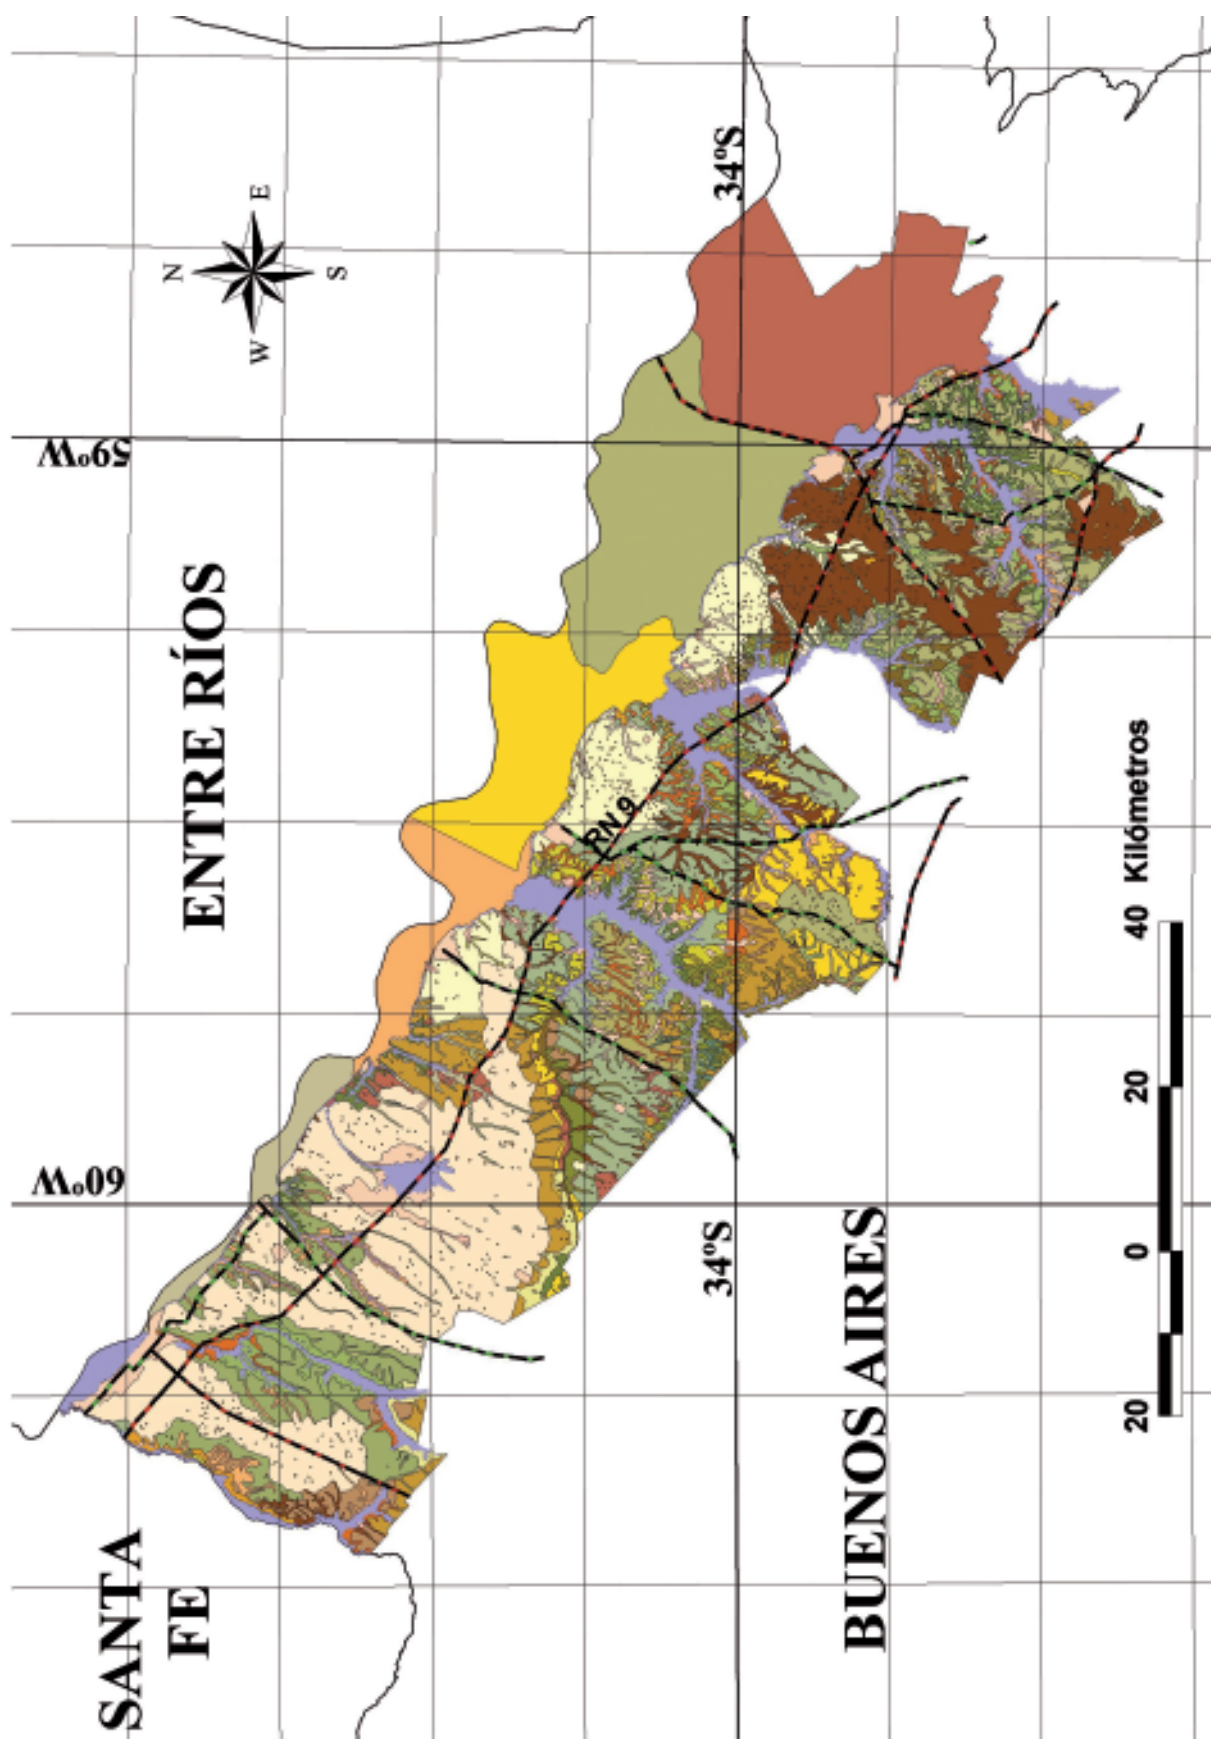 60ºW
59ºW
SANTA
FE
ENTRE RÍOS
N
W
E
S
RN 9
34ºS
34ºS
BUENOS AIRES
20 0 20 40 Kilómetros